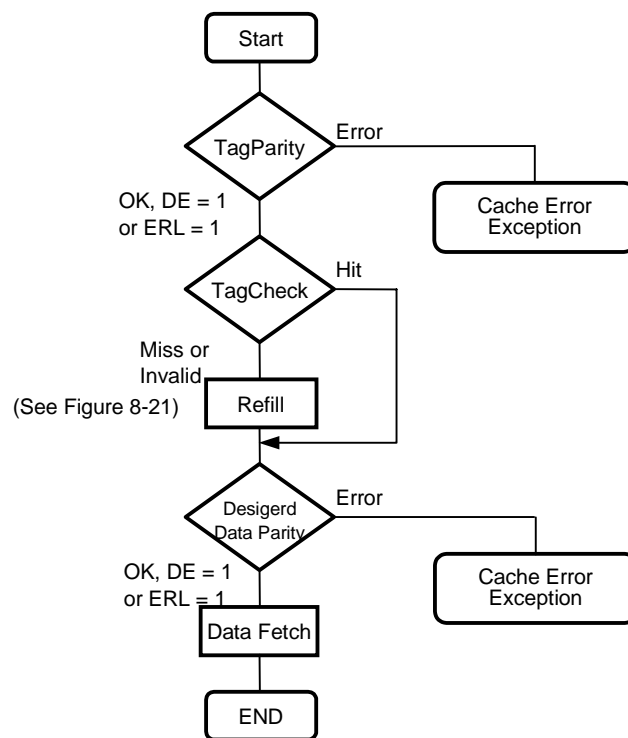 Start
TagParity
Error
Cache Error
Exception
OK, DE = 1
or ERL = 1
TagCheck
Hit
Miss or
Invalid
(See Figure 8-21)
Refill
Desigerd
Data Parity
Error
Cache Error
Exception
OK, DE = 1
or ERL = 1
Data Fetch
END